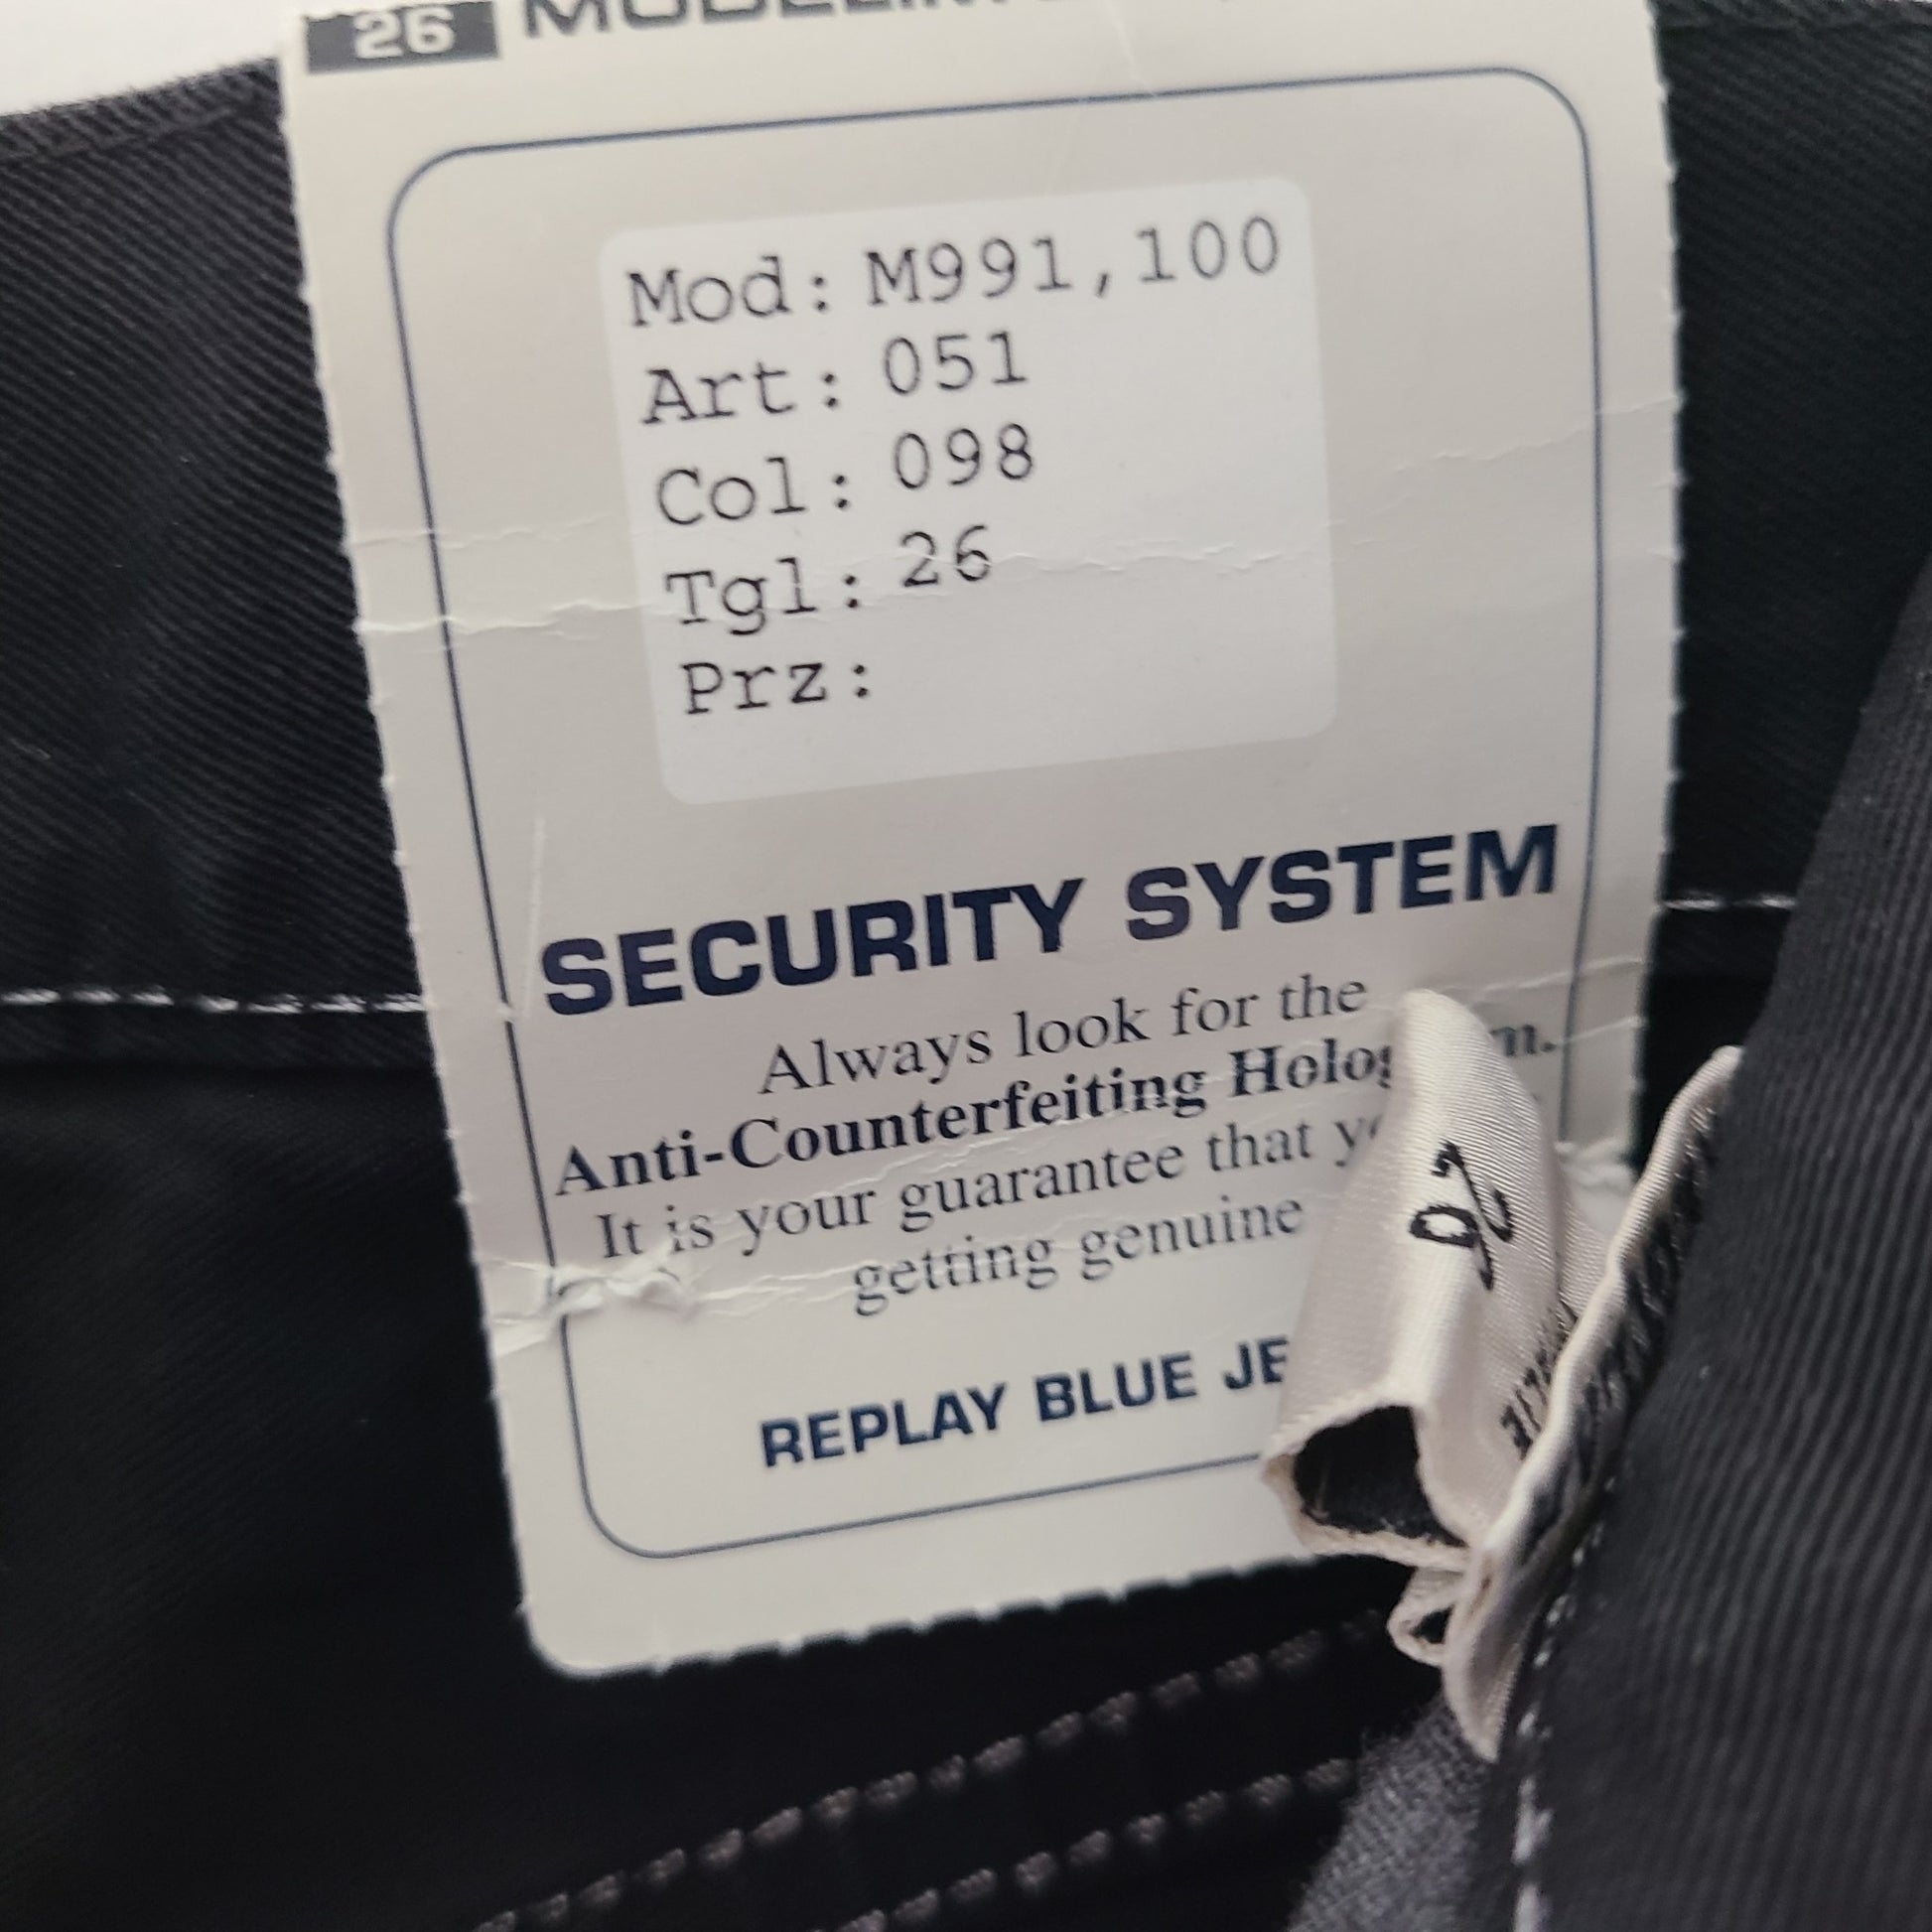 26
Mod: M991,100
Art: 051
Col: 098
Tgl: 26
Prz:
SECURITY SYSTEM
Always look for the
Anti-Counterfeiting
It is your guarantee that
getting genuine
REPLAY BLUE
26